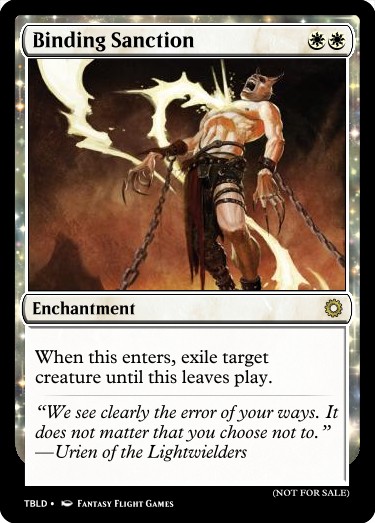 Binding Sanction
Enchantment
When this enters, exile target
creature until this leaves play.
“We see clearly the error of your ways. It
does not matter that you choose not to.”
—Urien of the Lightwielders
(NOT FOR SALE)
TBLD • Fantasy Flight Games